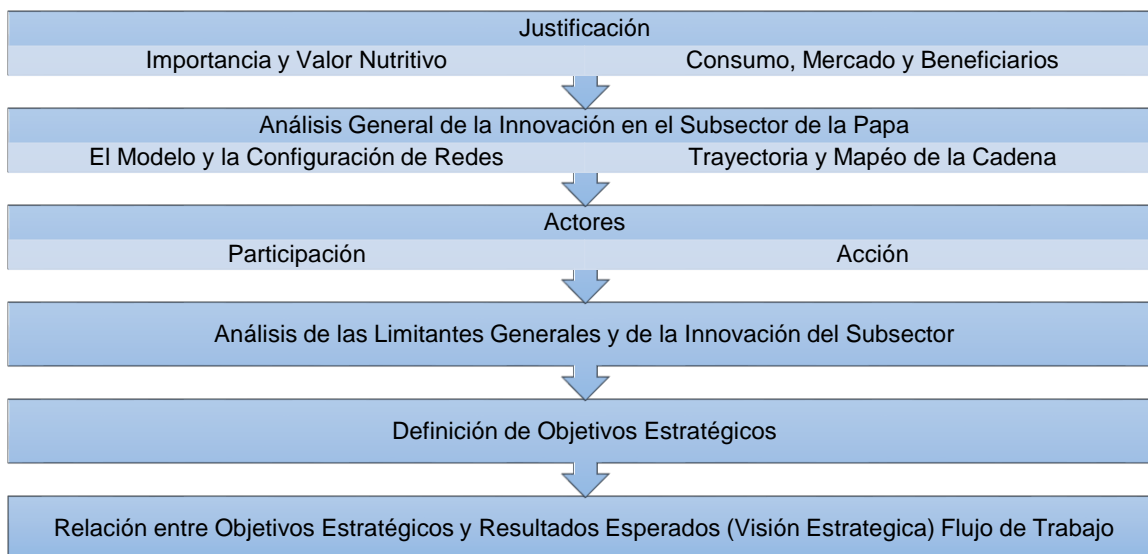 Justificación
Importancia y Valor Nutritivo
Consumo, Mercado y Beneficiarios
Análisis General de la Innovación en el Subsector de la Papa
El Modelo y la Configuración de Redes
Trayectoria y Mapéo de la Cadena
Actores
Participación
Acción
Análisis de las Limitantes Generales y de la Innovación del Subsector
Definición de Objetivos Estratégicos
Relación entre Objetivos Estratégicos y Resultados Esperados (Visión Estrategica) Flujo de Trabajo